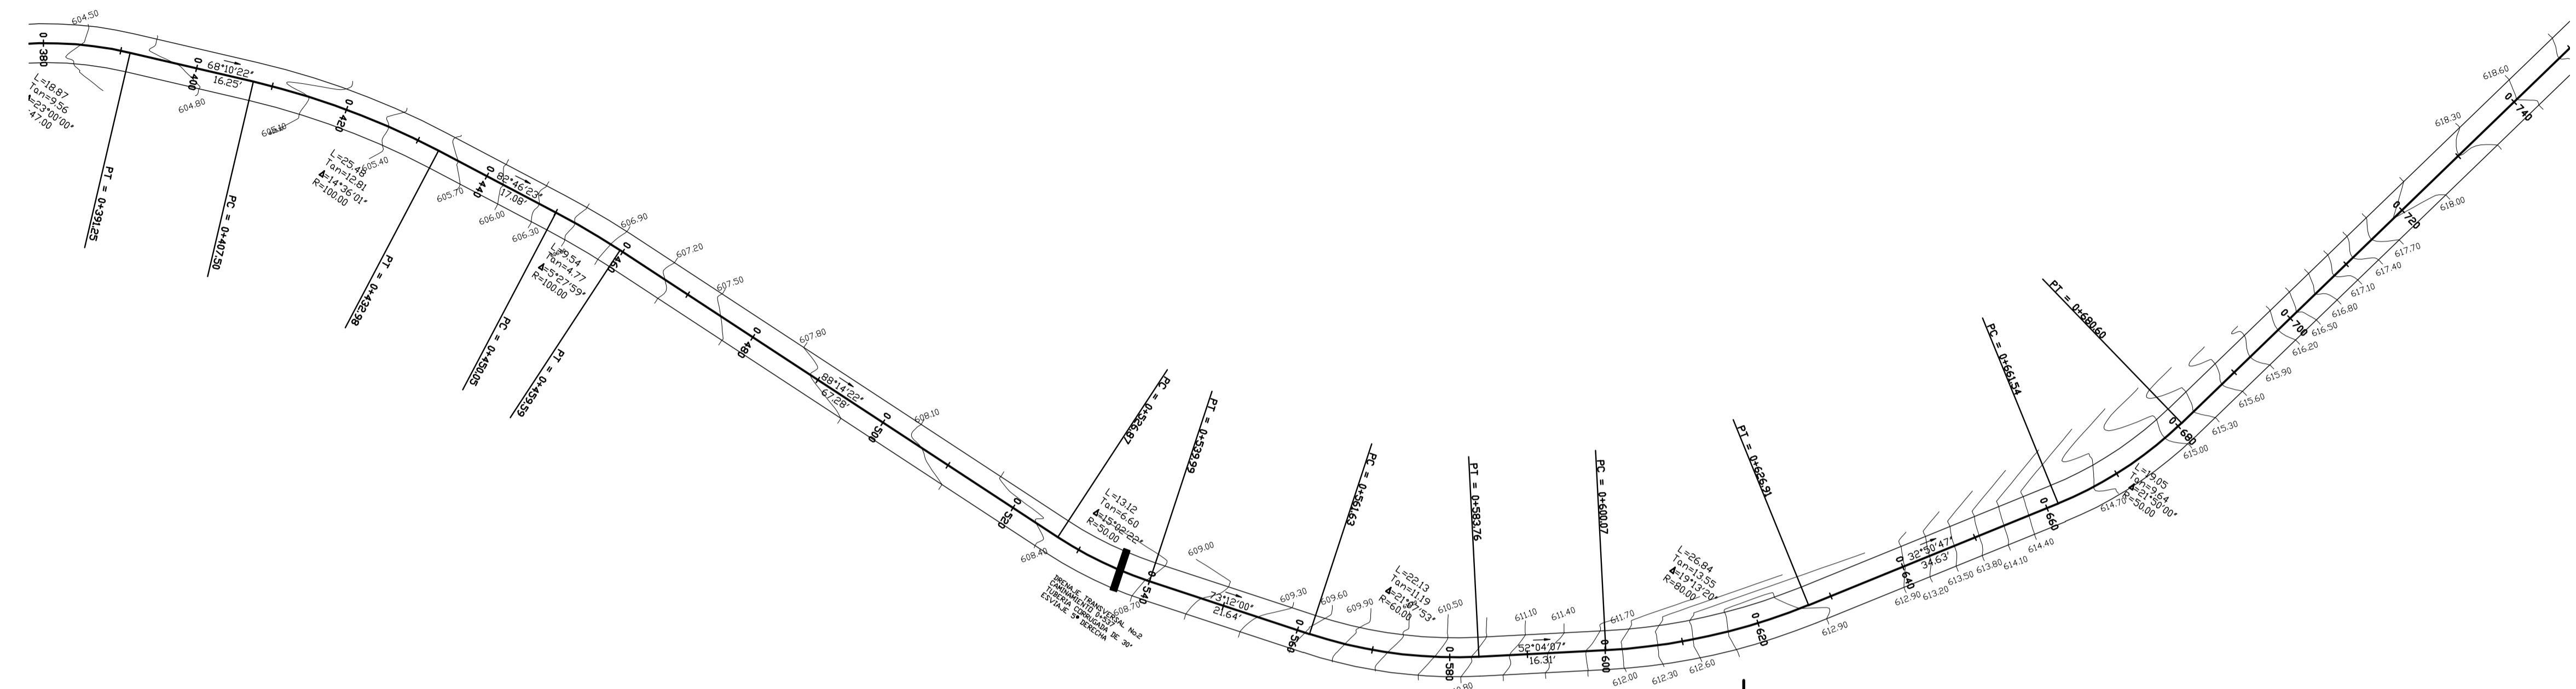 604.50
0+380
L=18.87
Tan=9.56
Δ=23°00'00"
47.00
PT = 0+391.25
0+400
68°10'22"
16.25'
604.80
PC = 0+407.50
605.10
0+420
L=25.48
Tan=12.81
Δ=14°36'01"
R=100.00
605.40
PT = 0+432.98
605.70
0+440
82°46'23"
17.08'
606.00
606.30
PC = 0+450.05
L=9.54
Tan=4.77
Δ=5°27'59"
R=100.00
PT = 0+459.59
606.90
0+460
607.20
607.50
0+480
607.80
88°14'22"
67.28'
0+500
608.10
0+520
608.40
PC = 0+526.87
L=13.12
Tan=6.60
Δ=15°02'22"
R=50.00
DRENAJE TRANSVERSAL No.2
CAMINAMIENTO 0+537
TUBERIA CORRUGADA DE 30"
ESVIAJE 5° DERECHA
608.70
PT = 0+539.99
0+540
609.00
73°12'00"
21.64'
609.30
0+560
PC = 0+561.63
609.60
609.90
L=22.13
Tan=11.19
Δ=21°07'53"
R=60.00
610.50
0+580
PT = 0+583.76
611.10
52°04'07"
16.31'
611.40
PC = 0+600.07
0+600
611.70
612.00
612.30
612.60
L=26.84
Tan=13.55
Δ=19°13'20"
R=80.00
0+620
PT = 0+626.91
612.90
0+640
612.90
32°50'47"
34.63'
613.20
613.50
613.80
614.10
614.40
0+660
PC = 0+661.54
614.70
L=19.05
Tan=9.64
Δ=21°50'00"
R=50.00
PT = 0+680.60
0+680
615.00
615.30
615.60
615.90
616.20
0+700
616.50
616.80
617.10
617.40
617.70
0+720
618.00
618.30
618.60
0+740